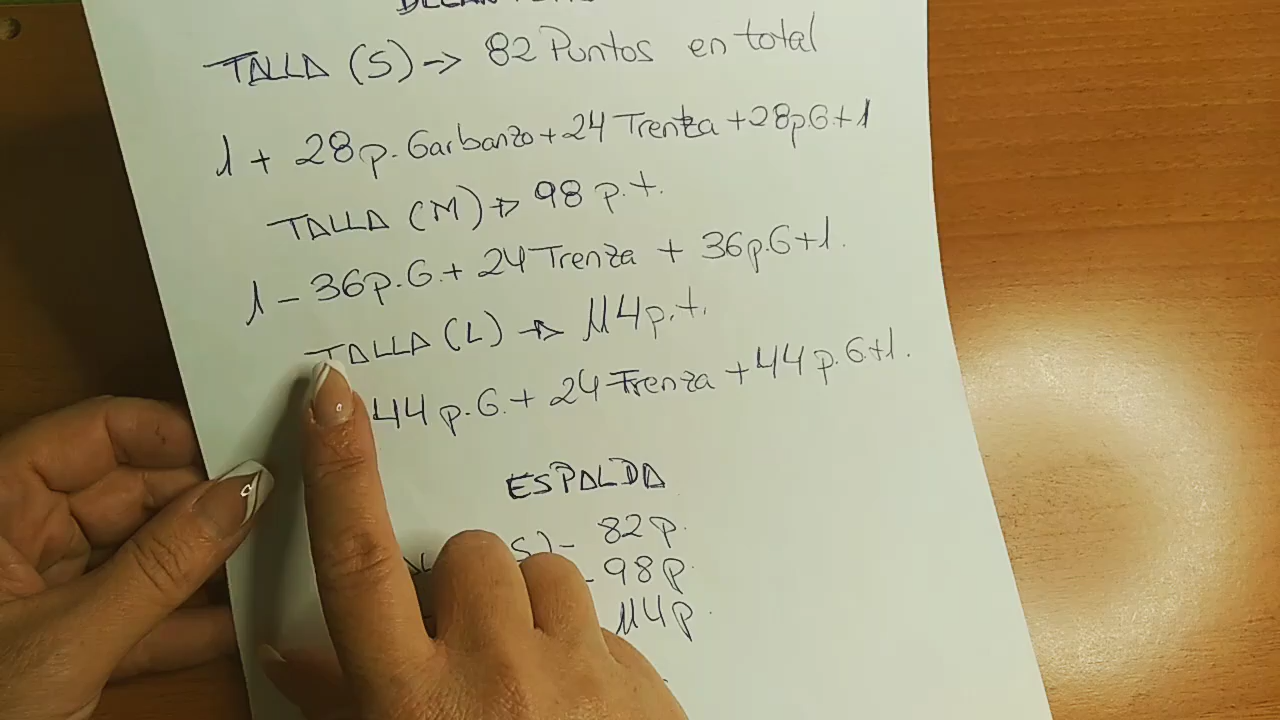 TALLA (S) → 82 Puntos en total
1 + 28 p. Garbanzo + 24 Trenza + 28 p.G. + 1
TALLA (M) → 98 p.t.
1 - 36 p.G. + 24 Trenza + 36 p.G + 1.
TALLA (L) → 114 p.t.
44 p.G. + 24 Trenza + 44 p.G. + 1.
ESPALDA
S) - 82 p.
- 98 p
114 p.